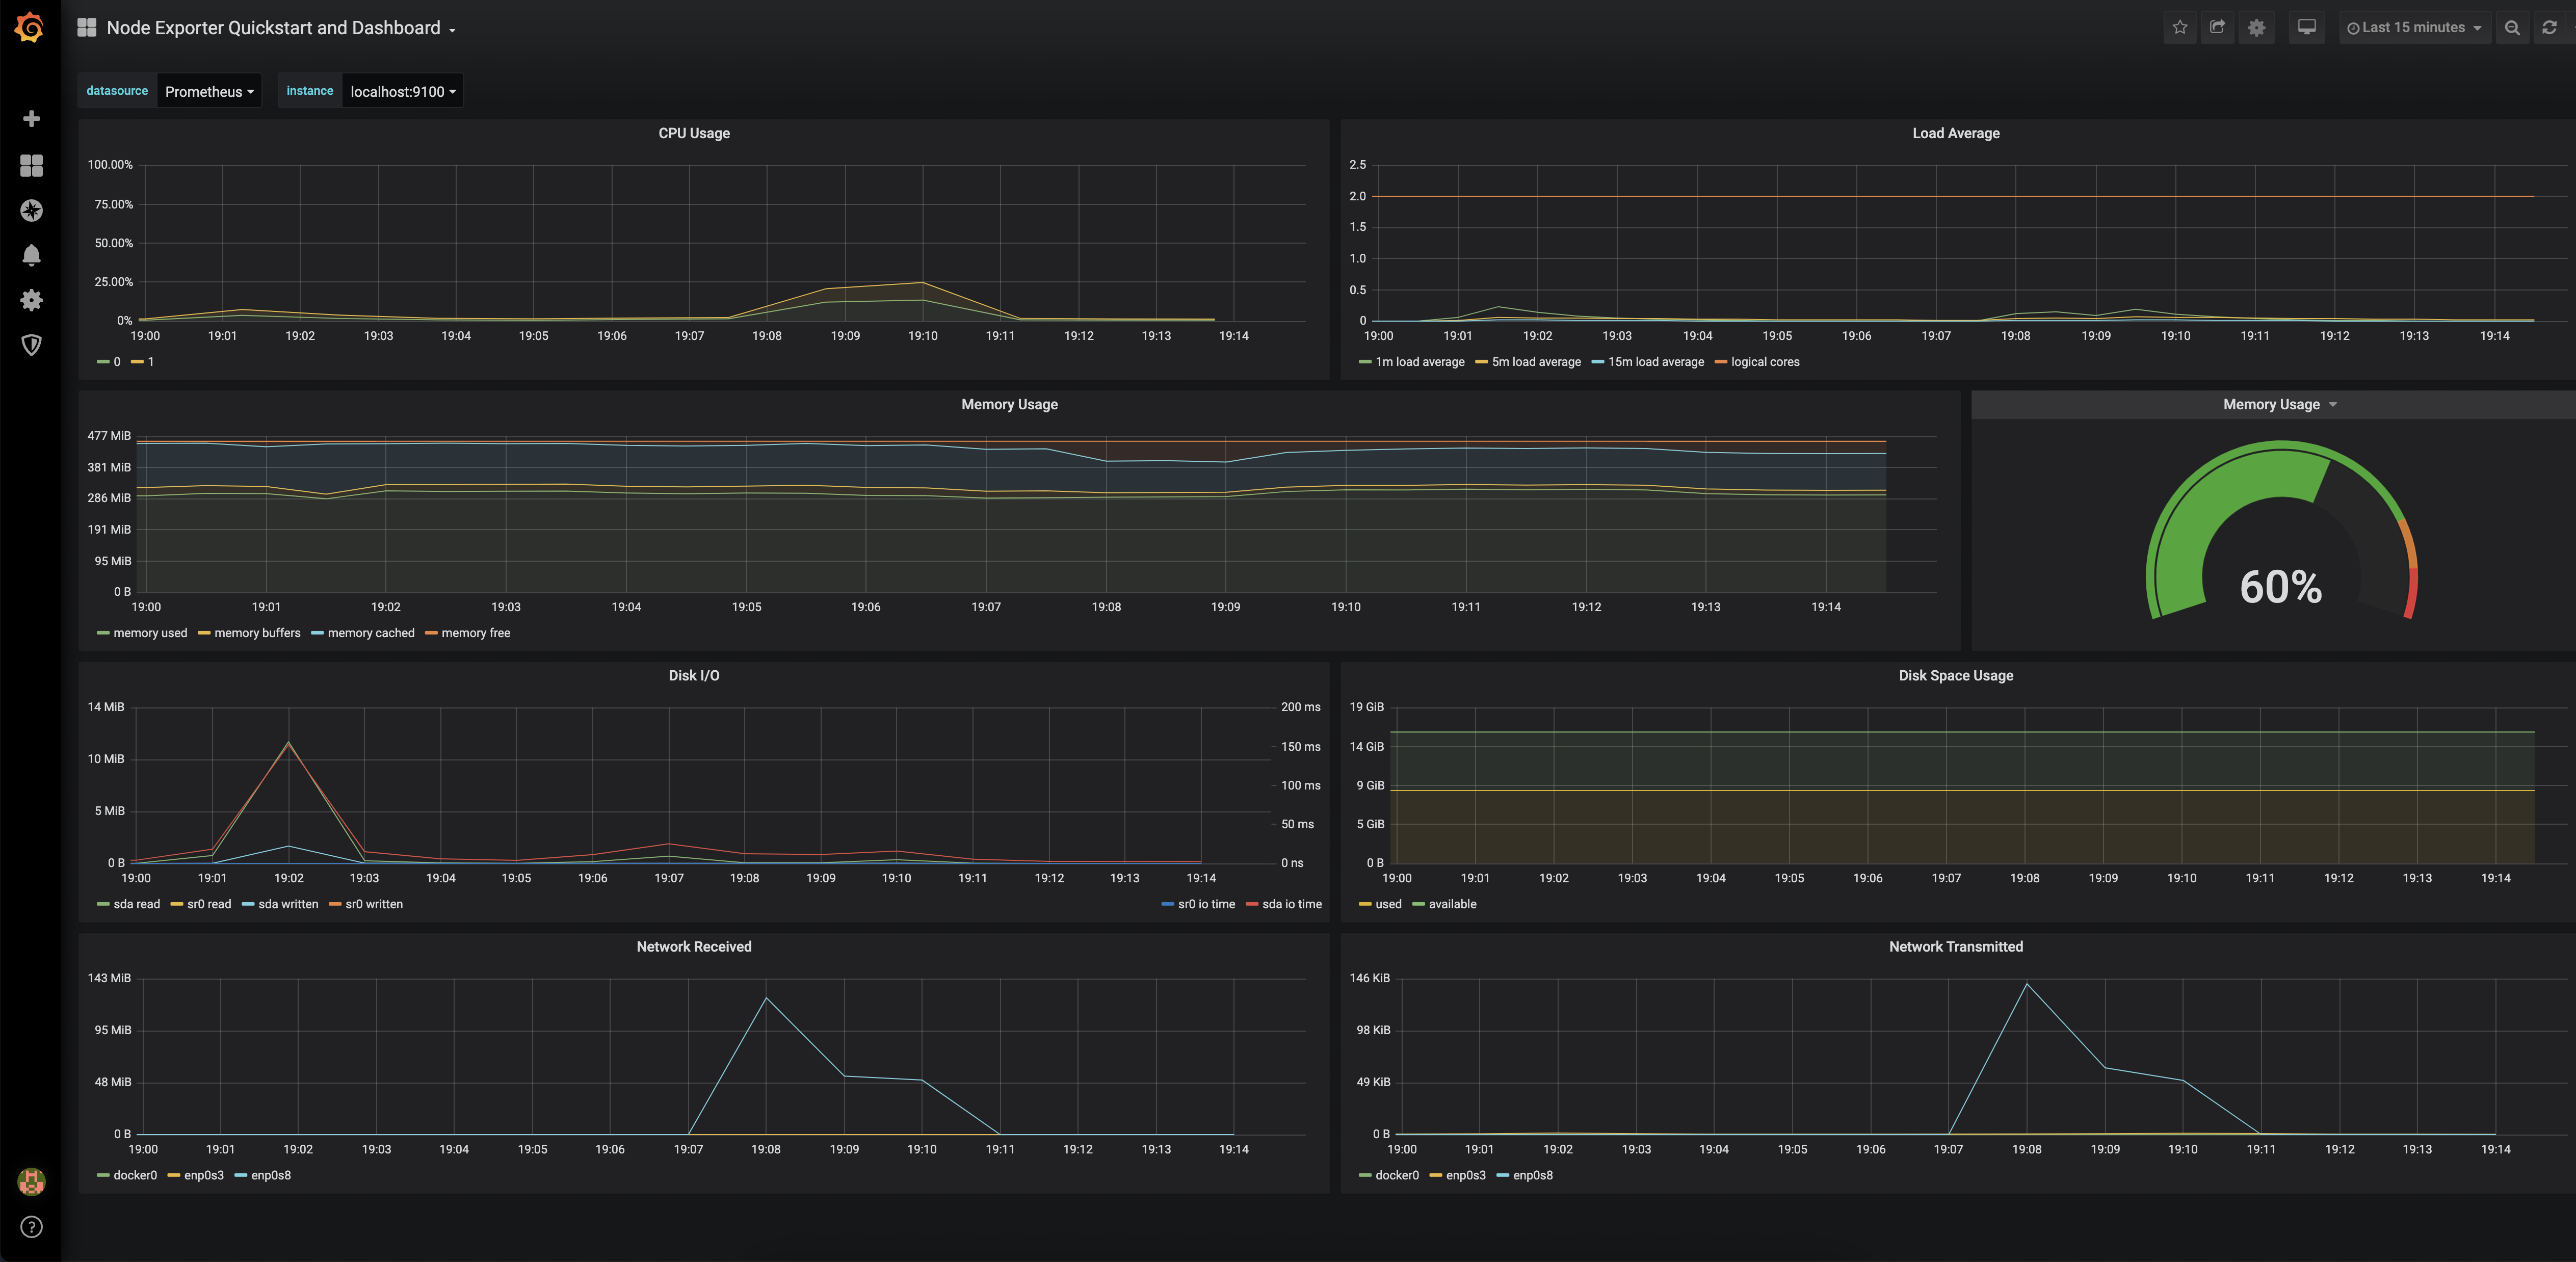 Node Exporter Quickstart and Dashboard
Last 15 minutes
datasource Prometheus instance localhost:9100
CPU Usage
100.00%
75.00%
50.00%
25.00%
0%
19:00 19:01 19:02 19:03 19:04 19:05 19:06 19:07 19:08 19:09 19:10 19:11 19:12 19:13 19:14
0 1
Load Average
2.5
2.0
1.5
1.0
0.5
0
19:00 19:01 19:02 19:03 19:04 19:05 19:06 19:07 19:08 19:09 19:10 19:11 19:12 19:13 19:14
1m load average 5m load average 15m load average logical cores
Memory Usage
477 MiB
381 MiB
286 MiB
191 MiB
95 MiB
0 B
19:00 19:01 19:02 19:03 19:04 19:05 19:06 19:07 19:08 19:09 19:10 19:11 19:12 19:13 19:14
memory used memory buffers memory cached memory free
Memory Usage
60%
Disk I/O
14 MiB
10 MiB
5 MiB
0 B
200 ms
150 ms
100 ms
50 ms
0 ns
19:00 19:01 19:02 19:03 19:04 19:05 19:06 19:07 19:08 19:09 19:10 19:11 19:12 19:13 19:14
sda read sr0 read sda written sr0 written sr0 io time sda io time
Disk Space Usage
19 GiB
14 GiB
9 GiB
5 GiB
0 B
19:00 19:01 19:02 19:03 19:04 19:05 19:06 19:07 19:08 19:09 19:10 19:11 19:12 19:13 19:14
used available
Network Received
143 MiB
95 MiB
48 MiB
0 B
19:00 19:01 19:02 19:03 19:04 19:05 19:06 19:07 19:08 19:09 19:10 19:11 19:12 19:13 19:14
docker0 enp0s3 enp0s8
Network Transmitted
146 KiB
98 KiB
49 KiB
0 B
19:00 19:01 19:02 19:03 19:04 19:05 19:06 19:07 19:08 19:09 19:10 19:11 19:12 19:13 19:14
docker0 enp0s3 enp0s8